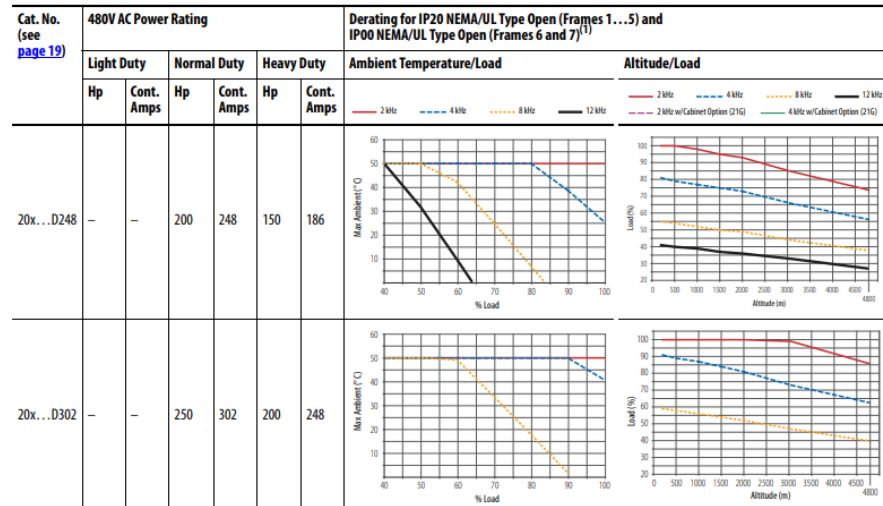 Cat. No. (see page 19)
480V AC Power Rating
Derating for IP20 NEMA/UL Type Open (Frames 1…5) and
IP00 NEMA/UL Type Open (Frames 6 and 7)(1)
Light Duty Normal Duty Heavy Duty Ambient Temperature/Load Altitude/Load
Hp Cont. Amps Hp Cont. Amps Hp Cont. Amps
2 kHz 4 kHz 8 kHz 12 kHz
2 kHz 4 kHz 8 kHz 12 kHz
2 kHz w/Cabinet Option (21G) 4 kHz w/Cabinet Option (21G)
20x…D248 – – 200 248 150 186
Max Ambient (° C)
60
50
40
30
20
10
40 50 60 70 80 90 100
% Load
Load (%)
100
90
80
70
60
50
40
30
20
0 500 1000 1500 2000 2500 3000 3500 4000 4500
4800
Altitude (m)
20x…D302 – – 250 302 200 248
Max Ambient (° C)
60
50
40
30
20
10
40 50 60 70 80 90 100
% Load
Load (%)
100
90
80
70
60
50
40
30
20
0 500 1000 1500 2000 2500 3000 3500 4000 4500
4800
Altitude (m)